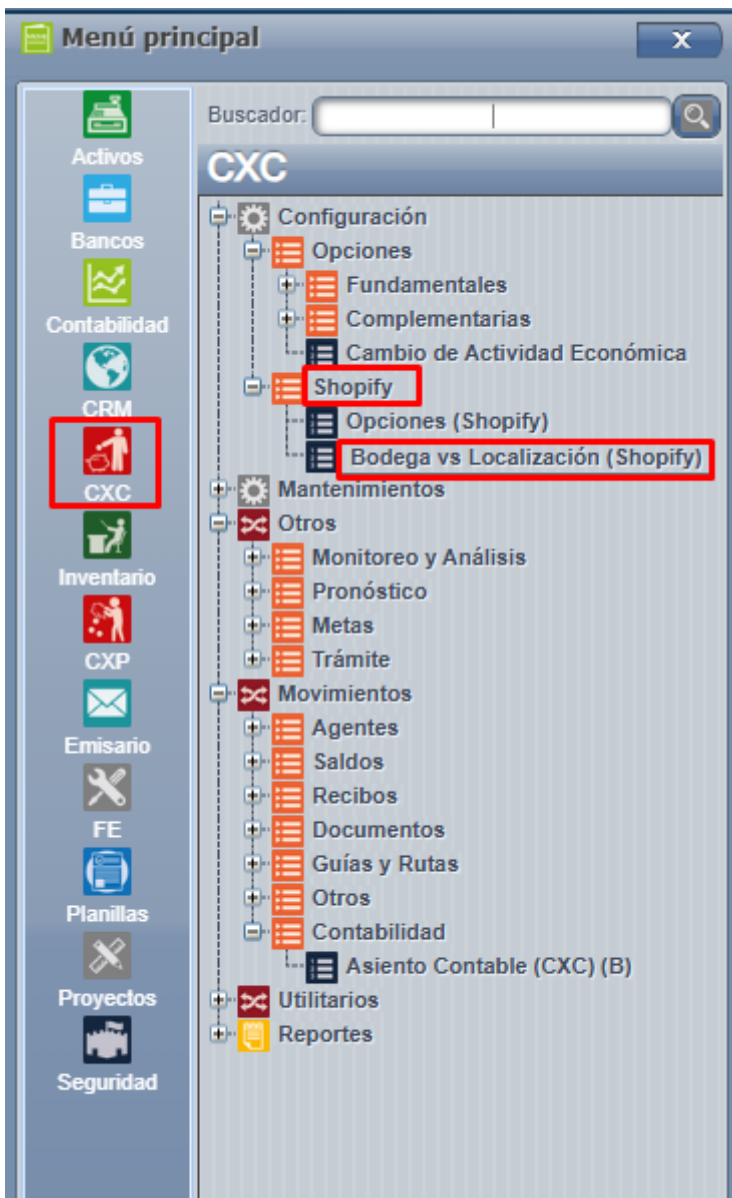 Menú principal
x
Activos
Bancos
Contabilidad
CRM
CXC
Inventario
CXP
Emisario
FE
Planillas
Proyectos
Seguridad
Buscador:
CXC
Configuración
Opciones
Fundamentales
Complementarias
Cambio de Actividad Económica
Shopify
Opciones (Shopify)
Bodega vs Localización (Shopify)
Mantenimientos
Otros
Monitoreo y Análisis
Pronóstico
Metas
Trámite
Movimientos
Agentes
Saldos
Recibos
Documentos
Guías y Rutas
Otros
Contabilidad
Asiento Contable (CXC) (B)
Utilitarios
Reportes